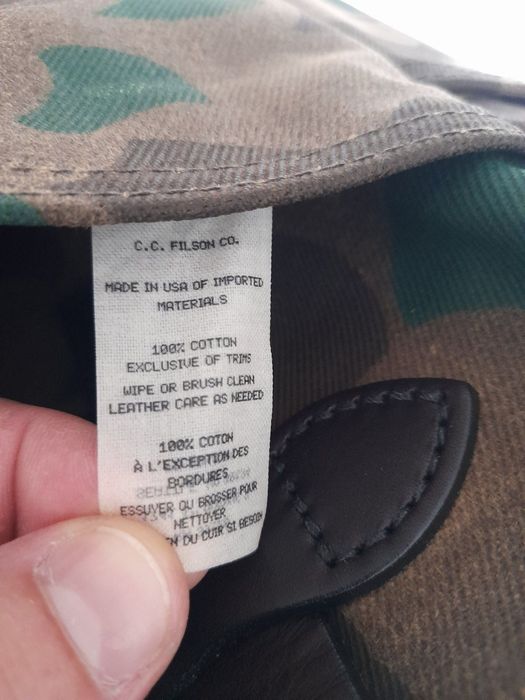 C.C. FILSON CO.
MADE IN USA OF IMPORTED
MATERIALS
100% COTTON
EXCLUSIVE OF TRIMS
WIPE OR BRUSH CLEAN
LEATHER CARE AS NEEDED
100% COTON
À L'EXCEPTION DES
BORDURES
ESSUYER OU BROSSER POUR
NETTOYER
EN DU CUIR SI BESOIN